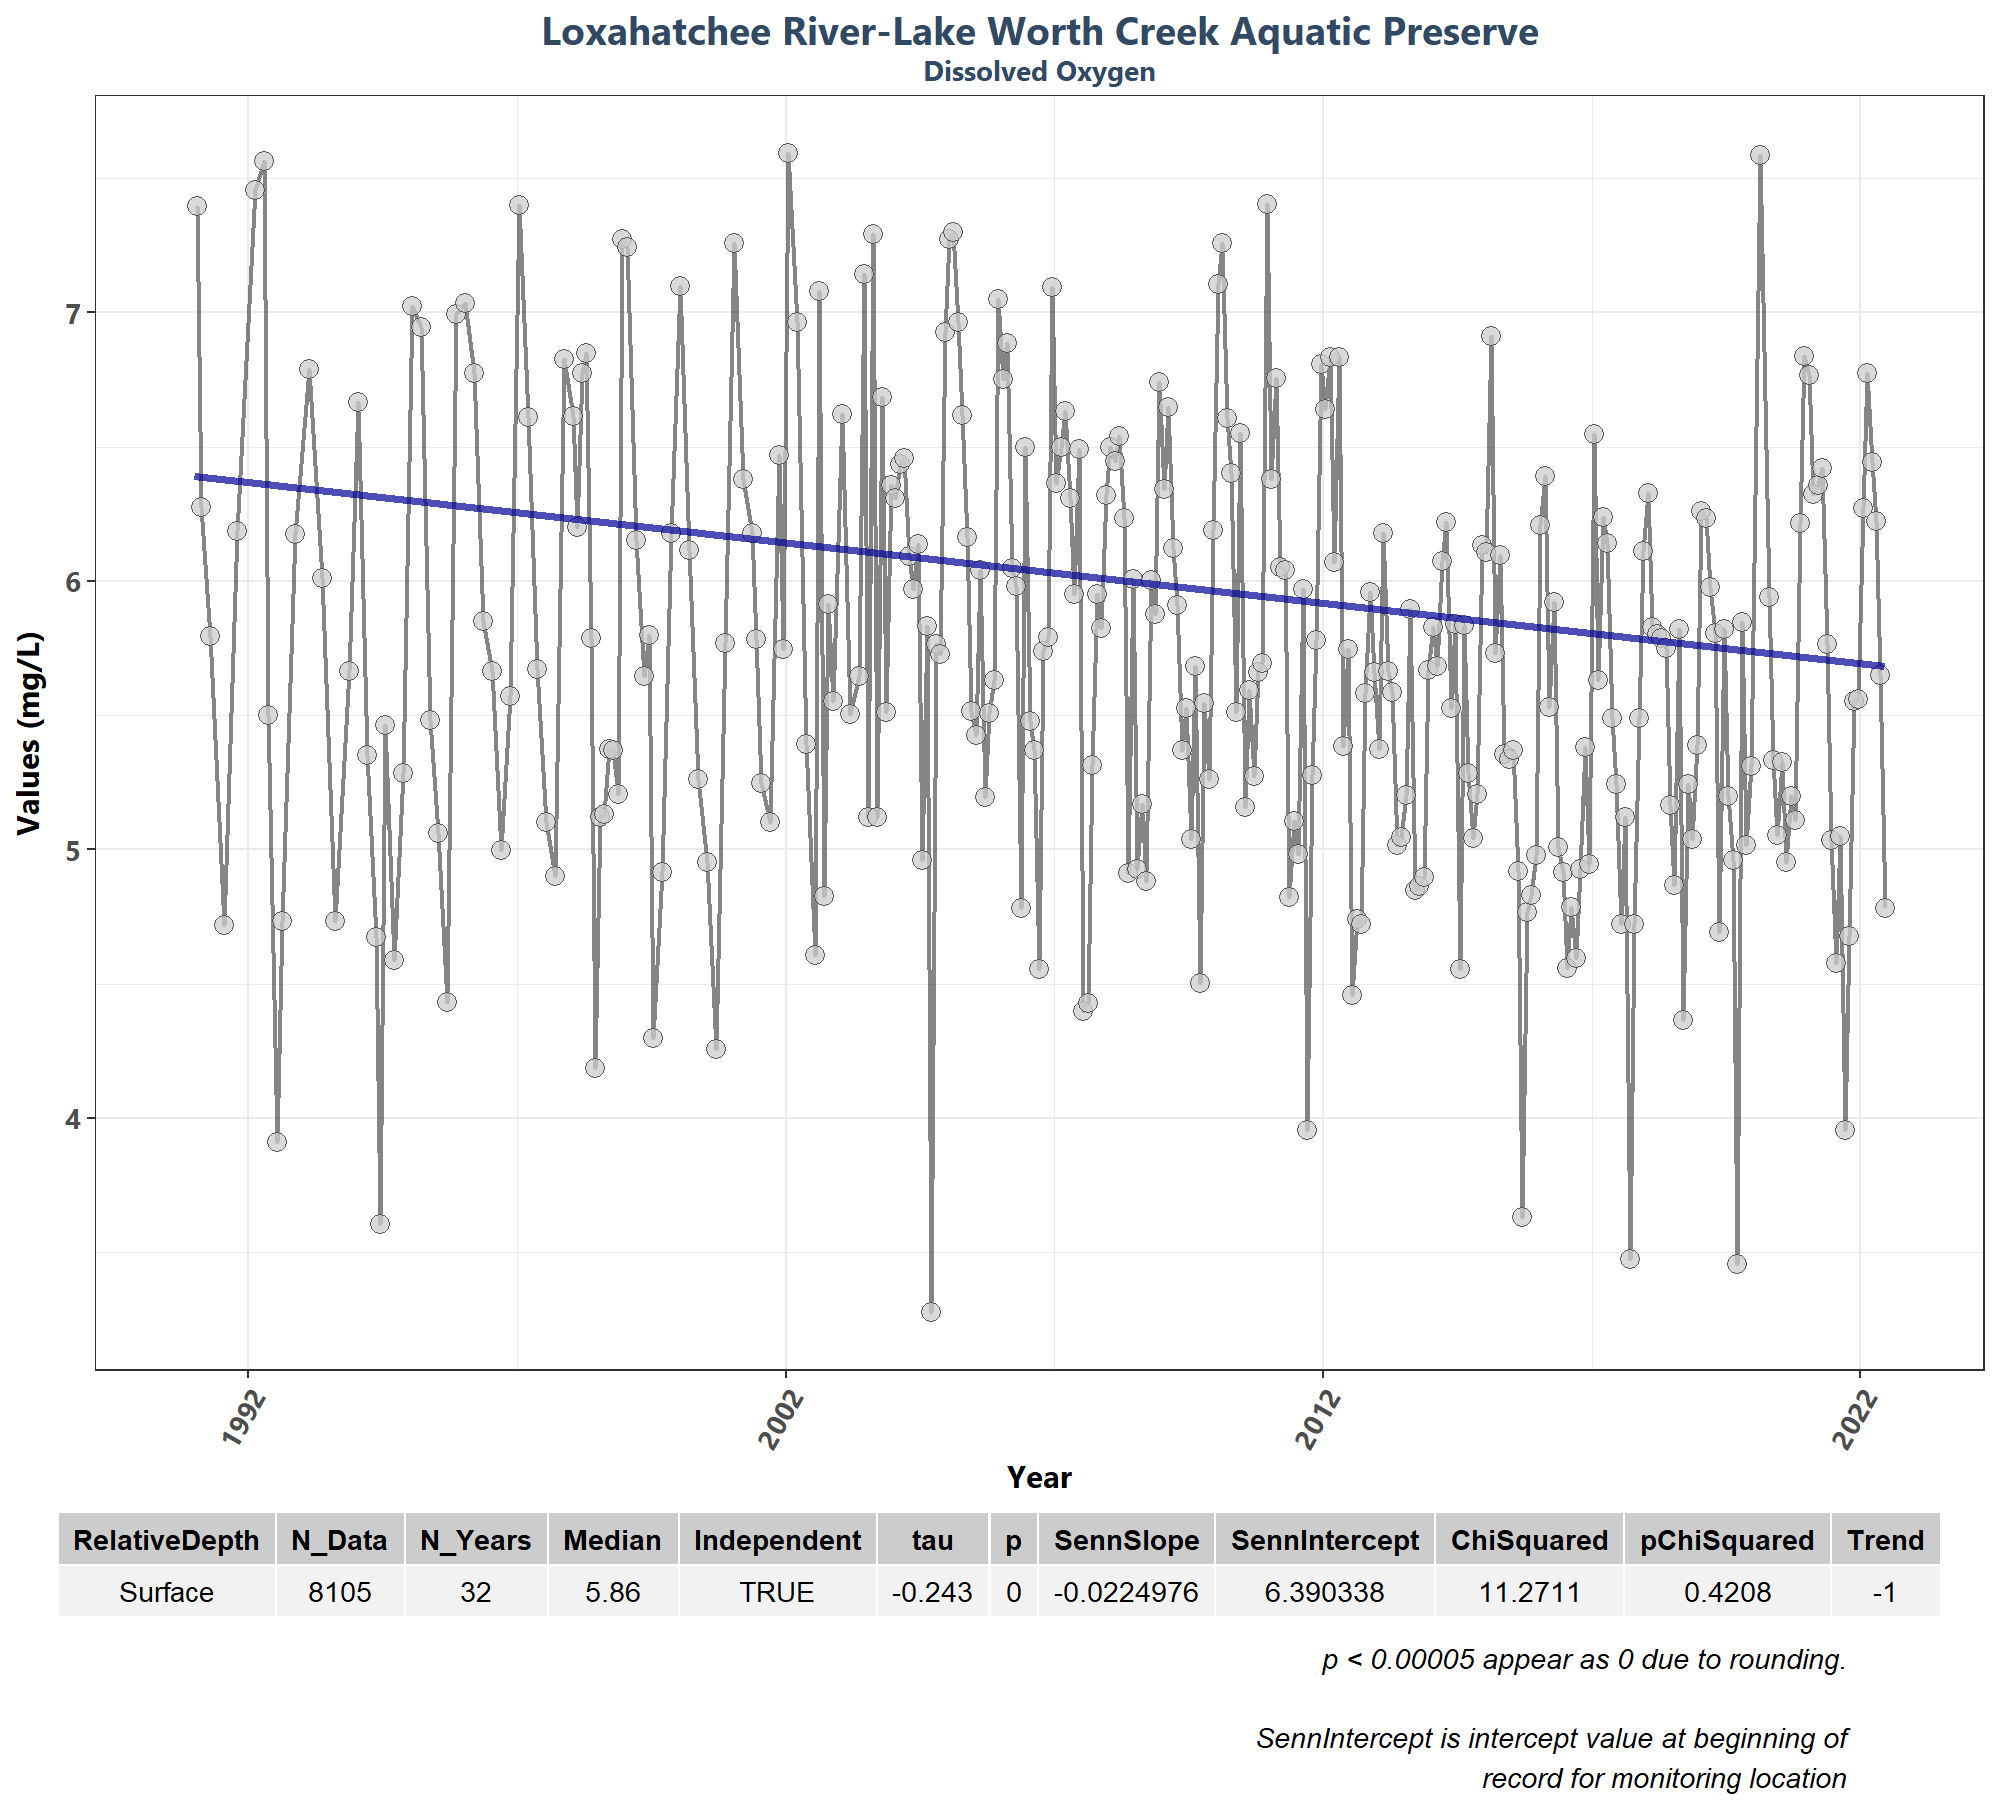 Loxahatchee River-Lake Worth Creek Aquatic Preserve
Dissolved Oxygen
Values (mg/L)
7
6
5
4
1992
2002
2012
2022
Year
RelativeDepth N_Data N_Years Median Independent tau p SennSlope SennIntercept ChiSquared pChiSquared Trend
Surface 8105 32 5.86 TRUE -0.243 0 -0.0224976 6.390338 11.2711 0.4208 -1
p < 0.00005 appear as 0 due to rounding.
SennIntercept is intercept value at beginning of
record for monitoring location